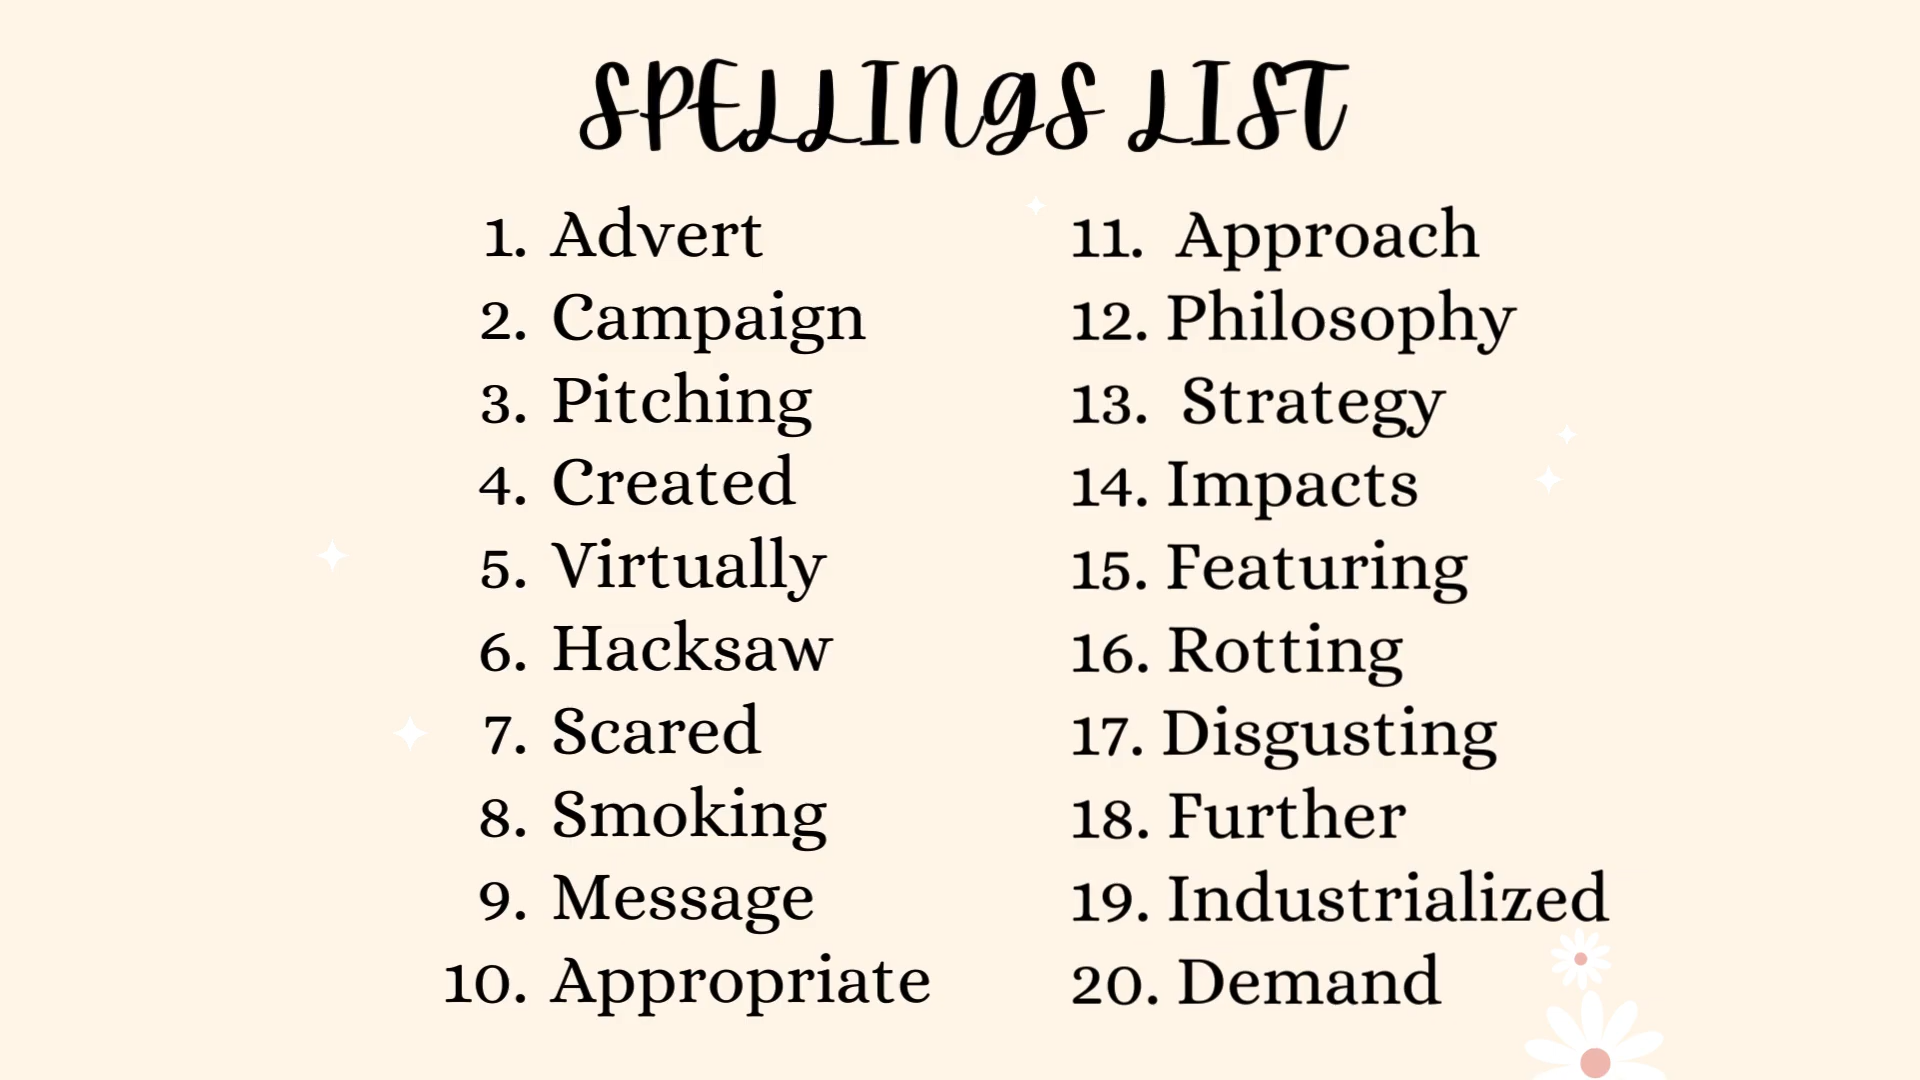 SPELLINGS LIST
1. Advert
2. Campaign
3. Pitching
4. Created
5. Virtually
6. Hacksaw
7. Scared
8. Smoking
9. Message
10. Appropriate
11. Approach
12. Philosophy
13. Strategy
14. Impacts
15. Featuring
16. Rotting
17. Disgusting
18. Further
19. Industrialized
20. Demand